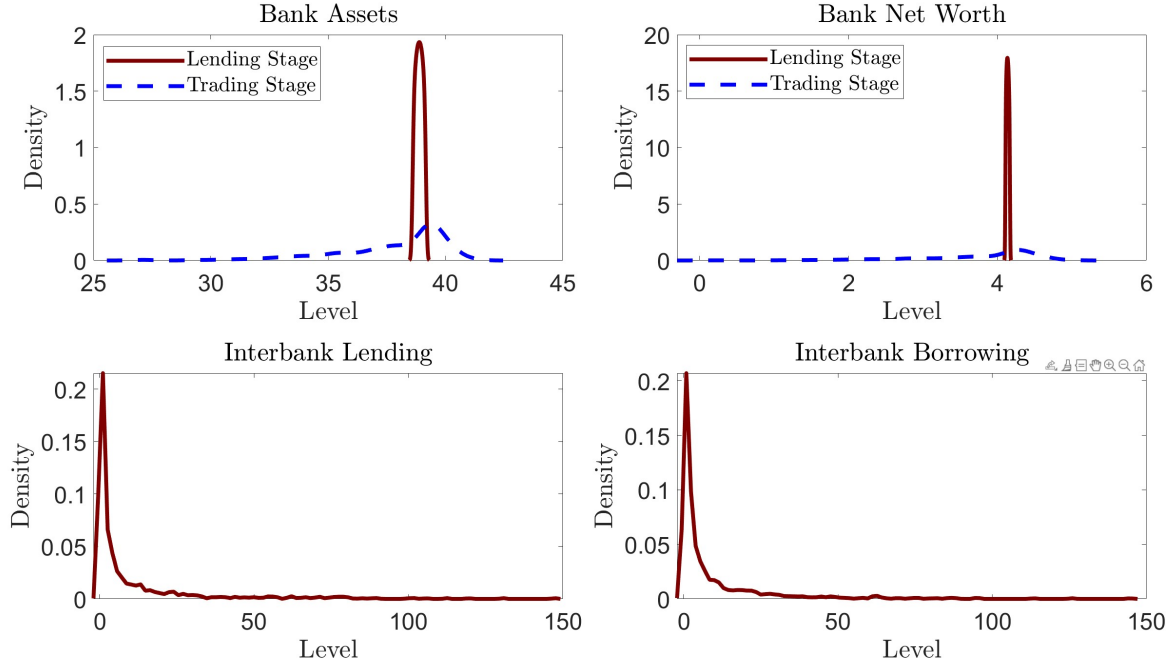 Bank Assets
2
1.5
1
0.5
0
Density
Lending Stage
Trading Stage
25
30
35
40
45
Level
Bank Net Worth
20
15
10
5
0
Density
Lending Stage
Trading Stage
0
2
4
6
Level
Interbank Lending
0.2
0.15
0.1
0.05
0
Density
0
50
100
150
Level
Interbank Borrowing
0.2
0.15
0.1
0.05
0
Density
0
50
100
150
Level